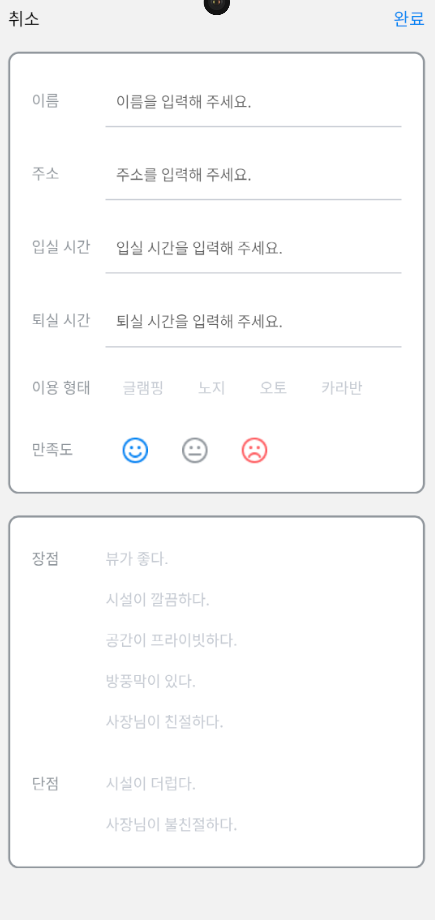 취소 완료
이름 이름을 입력해 주세요.
주소 주소를 입력해 주세요.
입실 시간 입실 시간을 입력해 주세요.
퇴실 시간 퇴실 시간을 입력해 주세요.
이용 형태 글램핑 노지 오토 카라반
만족도
장점 뷰가 좋다.
시설이 깔끔하다.
공간이 프라이빗하다.
방풍막이 있다.
사장님이 친절하다.
단점 시설이 더럽다.
사장님이 불친절하다.